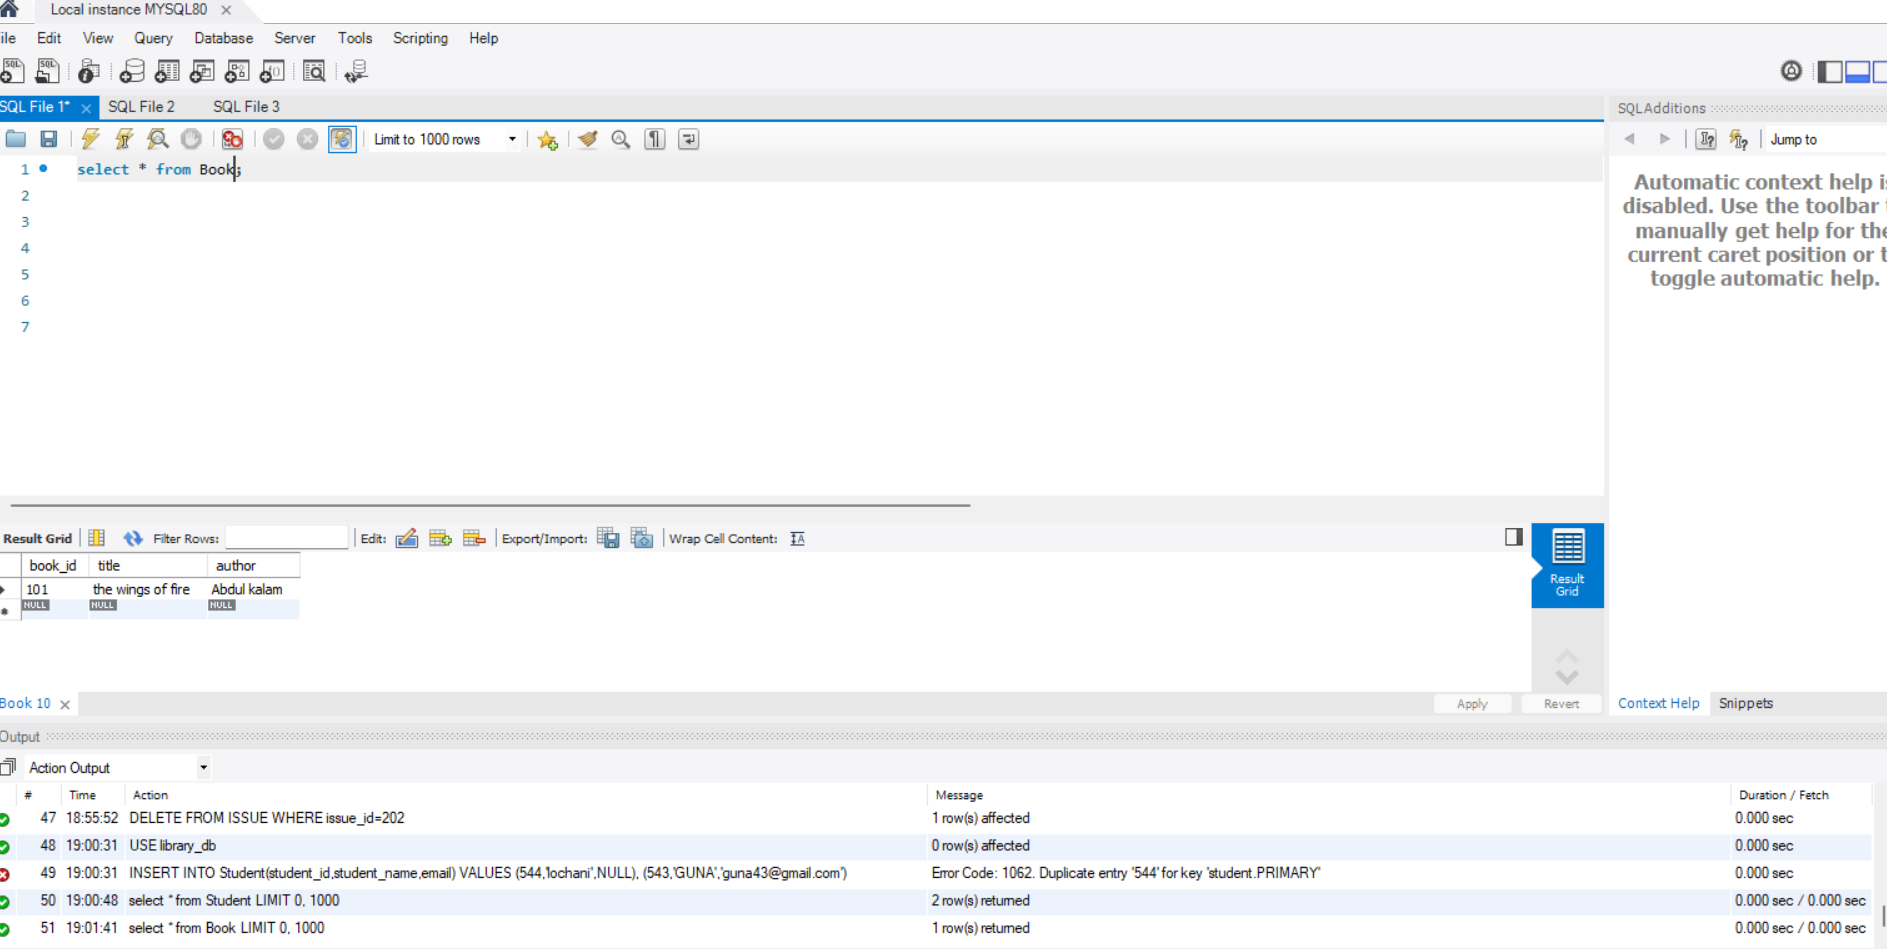 Local instance MYSQL80
ile Edit View Query Database Server Tools Scripting Help
SQL File 1* SQL File 2 SQL File 3
SQLAdditions
Limit to 1000 rows
Jump to
1 select * from Book;
2
3
4
5
6
7
Automatic context help is
disabled. Use the toolbar t
manually get help for the
current caret position or t
toggle automatic help.
Result Grid Filter Rows: Edit: Export/Import: Wrap Cell Content:
book_id title author
101 the wings of fire Abdul kalam
NULL NULL NULL
Result
Grid
Book 10 Apply Revert
Context Help Snippets
Output
Action Output
# Time Action Message Duration / Fetch
47 18:55:52 DELETE FROM ISSUE WHERE issue_id=202 1 row(s) affected 0.000 sec
48 19:00:31 USE library_db 0 row(s) affected 0.000 sec
49 19:00:31 INSERT INTO Student(student_id,student_name,email) VALUES (544,'lochani',NULL), (543,'GUNA','guna43@gmail.com') Error Code: 1062. Duplicate entry '544' for key 'student.PRIMARY' 0.000 sec
50 19:00:48 select * from Student LIMIT 0, 1000 2 row(s) returned 0.000 sec / 0.000 sec
51 19:01:41 select * from Book LIMIT 0, 1000 1 row(s) returned 0.000 sec / 0.000 sec